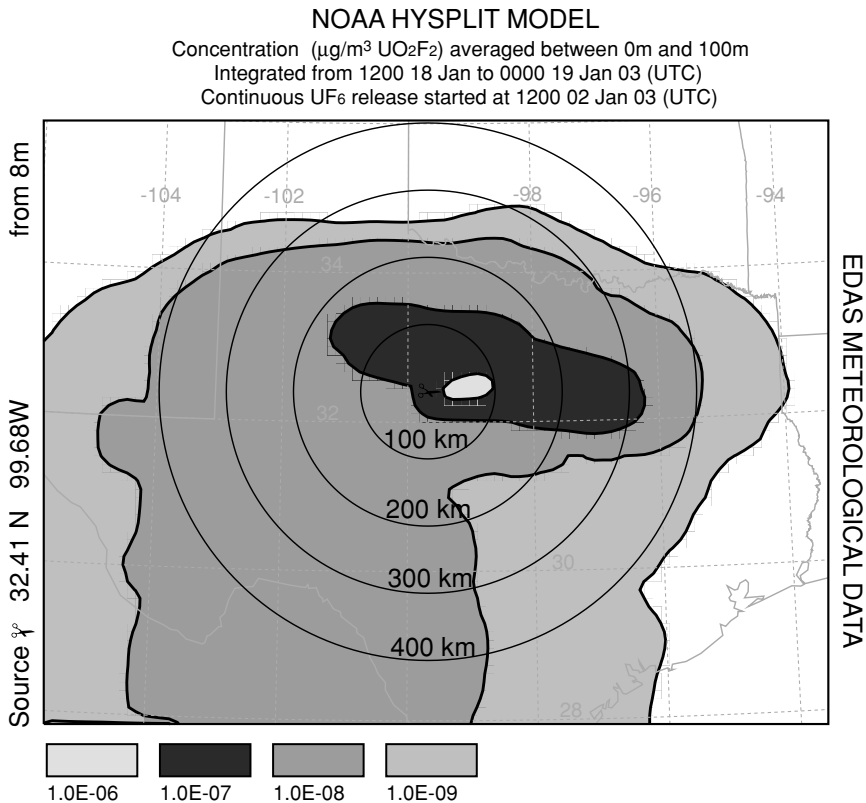 NOAA HYSPLIT MODEL
Concentration (µg/m³ UO₂F₂) averaged between 0m and 100m
Integrated from 1200 18 Jan to 0000 19 Jan 03 (UTC)
Continuous UF₆ release started at 1200 02 Jan 03 (UTC)
Source 32.41 N 99.68W from 8m
-104
-102
-98
-96
-94
34
32
100 km
200 km
30
300 km
400 km
28
EDAS METEOROLOGICAL DATA
1.0E-06
1.0E-07
1.0E-08
1.0E-09